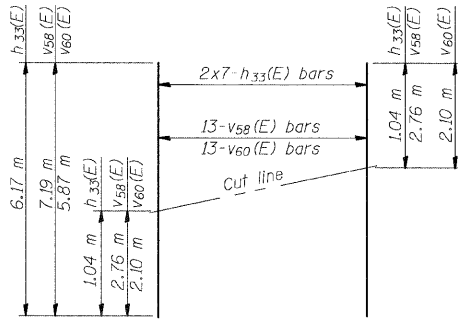 h33(E)
v58(E)
v60(E)
h33(E)
v58(E)
v60(E)
2x7-h33(E) bars
1.04 m
2.76 m
2.10 m
13-v58(E) bars
13-v60(E) bars
Cut line
6.17 m
7.19 m
5.87 m
h33(E)
v58(E)
v60(E)
1.04 m
2.76 m
2.10 m